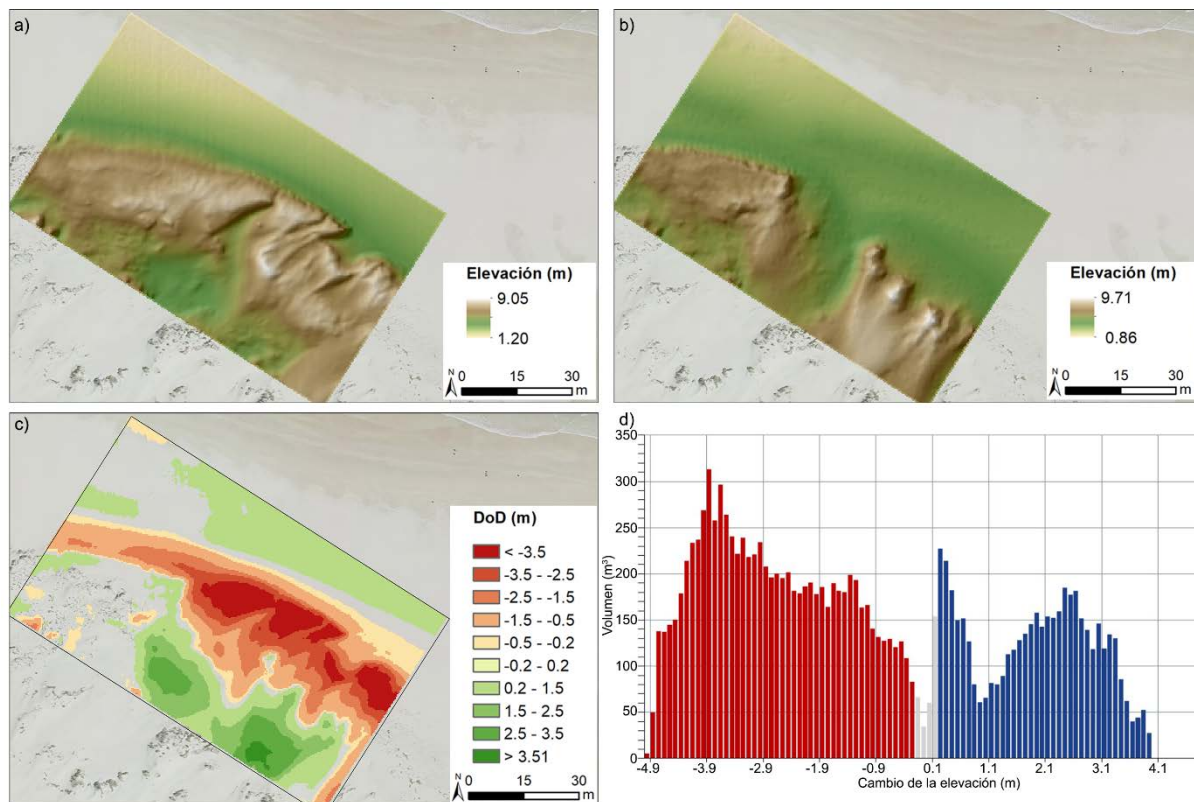 a)
Elevación (m)
9.05
1.20
N
0 15 30
m
b)
Elevación (m)
9.71
0.86
N
0 15 30
m
c)
DoD (m)
< -3.5
-3.5 - -2.5
-2.5 - -1.5
-1.5 - -0.5
-0.5 - -0.2
-0.2 - 0.2
0.2 - 1.5
1.5 - 2.5
2.5 - 3.5
> 3.51
N
0 15 30
m
d)
350
300
250
200
150
100
50
0
Volumen (m³)
-4.9 -3.9 -2.9 -1.9 -0.9 0.1 1.1 2.1 3.1 4.1
Cambio de la elevación (m)